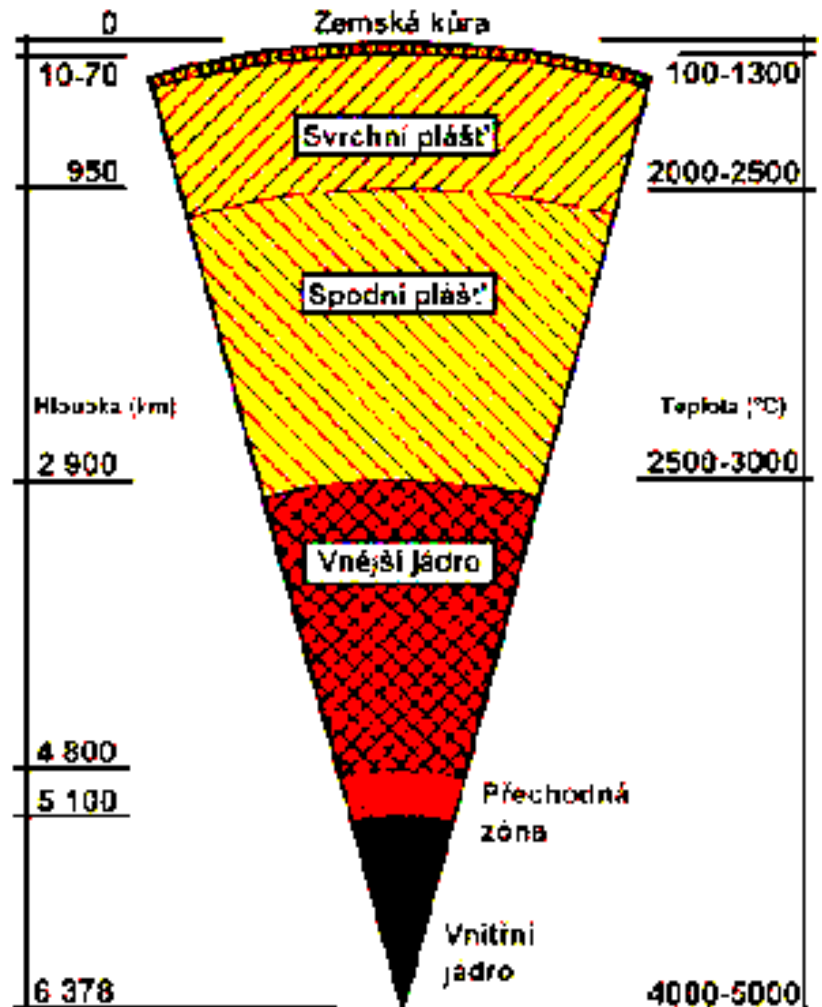 0
Zemská kúra
10-70
100-1300
Svrchní plášť
950
2000-2500
Spodní plášť
Hloubka (km)
Teplota (°C)
2 900
2500-3000
Vnější jádro
4 800
5 100
Přechodná
zóna
Vnitřní
jádro
6 378
4000-5000